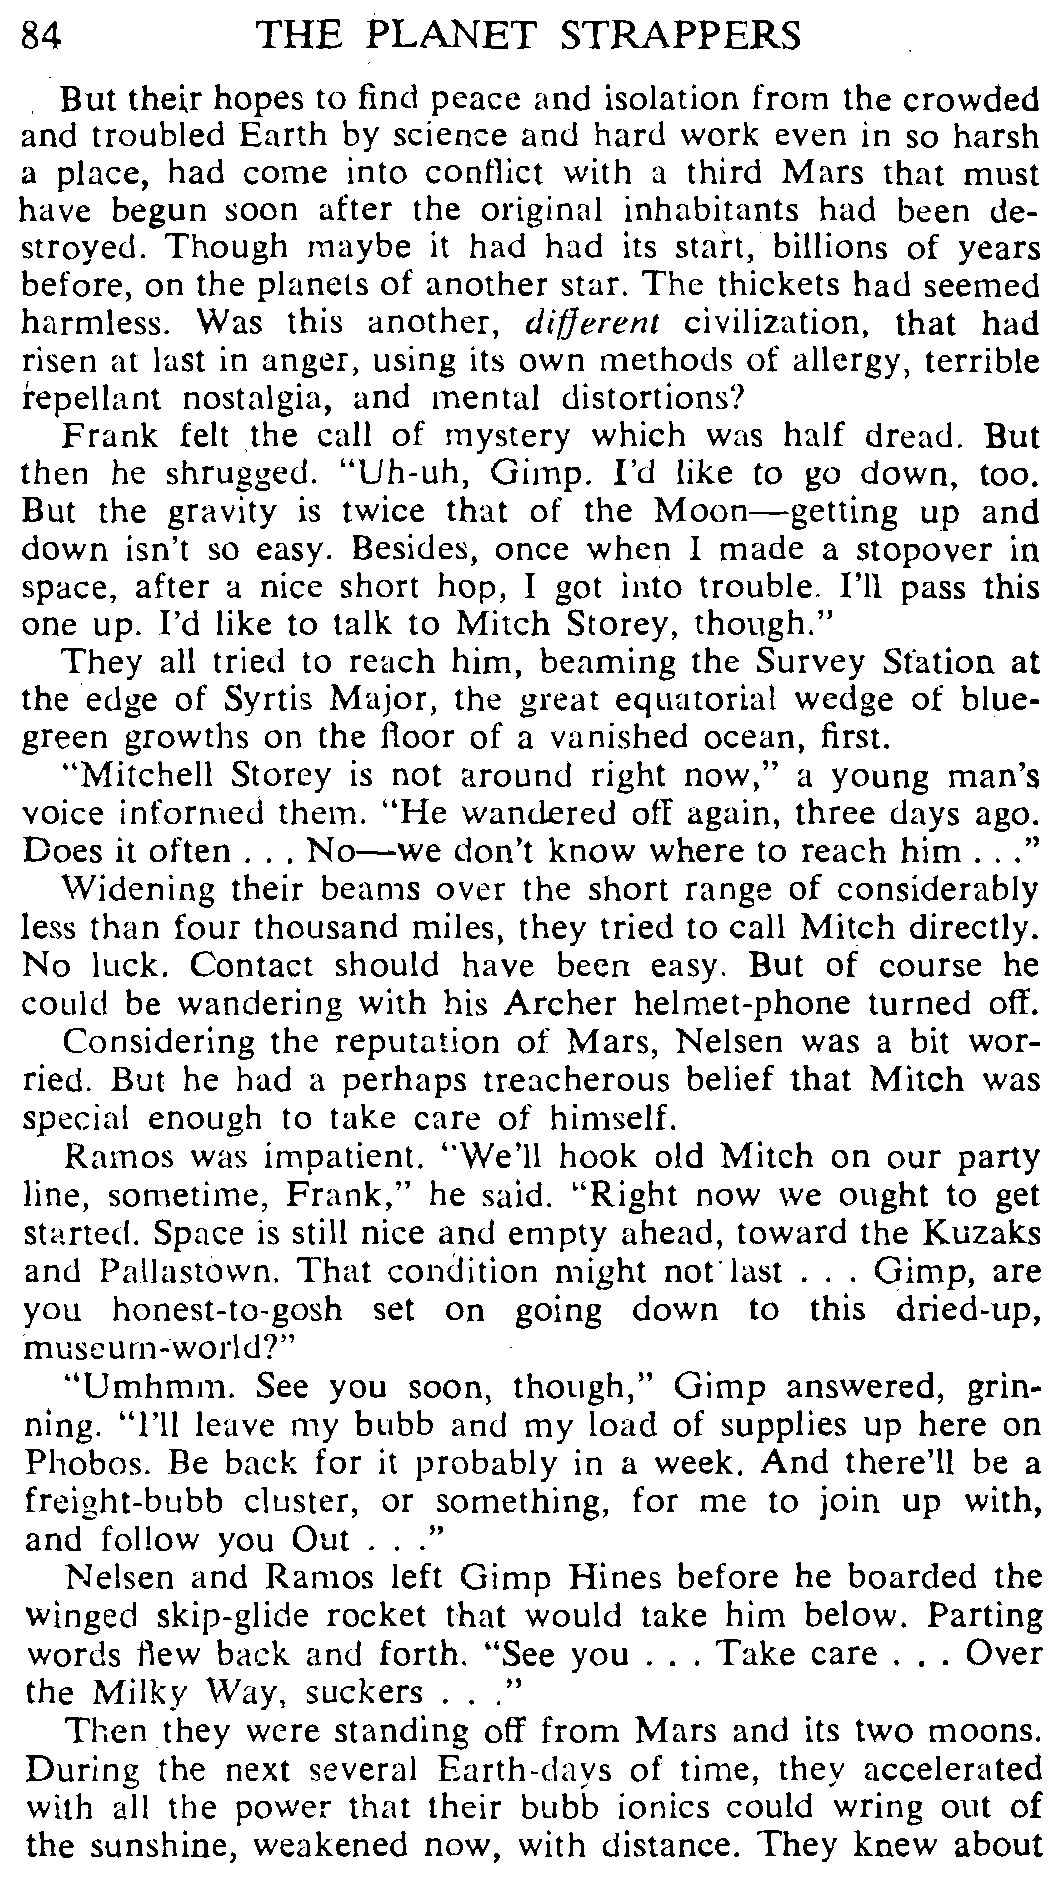 84 THE PLANET STRAPPERS
But their hopes to find peace and isolation from the crowded
and troubled Earth by science and hard work even in so harsh
a place, had come into conflict with a third Mars that must
have begun soon after the original inhabitants had been de-
stroyed. Though maybe it had had its start, billions of years
before, on the planets of another star. The thickets had seemed
harmless. Was this another, different civilization, that had
risen at last in anger, using its own methods of allergy, terrible
repellant nostalgia, and mental distortions?
Frank felt the call of mystery which was half dread. But
then he shrugged. “Uh-uh, Gimp. I’d like to go down, too.
But the gravity is twice that of the Moon—getting up and
down isn’t so easy. Besides, once when I made a stopover in
space, after a nice short hop, I got into trouble. I’ll pass this
one up. I’d like to talk to Mitch Storey, though.”
They all tried to reach him, beaming the Survey Station at
the edge of Syrtis Major, the great equatorial wedge of blue-
green growths on the floor of a vanished ocean, first.
“Mitchell Storey is not around right now,” a young man’s
voice informed them. “He wandered off again, three days ago.
Does it often . . . No—we don’t know where to reach him . . .”
Widening their beams over the short range of considerably
less than four thousand miles, they tried to call Mitch directly.
No luck. Contact should have been easy. But of course he
could be wandering with his Archer helmet-phone turned off.
Considering the reputation of Mars, Nelsen was a bit wor-
ried. But he had a perhaps treacherous belief that Mitch was
special enough to take care of himself.
Ramos was impatient. “We’ll hook old Mitch on our party
line, sometime, Frank,” he said. “Right now we ought to get
started. Space is still nice and empty ahead, toward the Kuzaks
and Pallastown. That condition might not last . . . Gimp, are
you honest-to-gosh set on going down to this dried-up,
museum-world?”
“Umhmm. See you soon, though,” Gimp answered, grin-
ning. “I’ll leave my bubb and my load of supplies up here on
Phobos. Be back for it probably in a week. And there’ll be a
freight-bubb cluster, or something, for me to join up with,
and follow you Out . . .”
Nelsen and Ramos left Gimp Hines before he boarded the
winged skip-glide rocket that would take him below. Parting
words flew back and forth. “See you . . . Take care . . . Over
the Milky Way, suckers . . .”
Then they were standing off from Mars and its two moons.
During the next several Earth-days of time, they accelerated
with all the power that their bubb ionics could wring out of
the sunshine, weakened now, with distance. They knew about